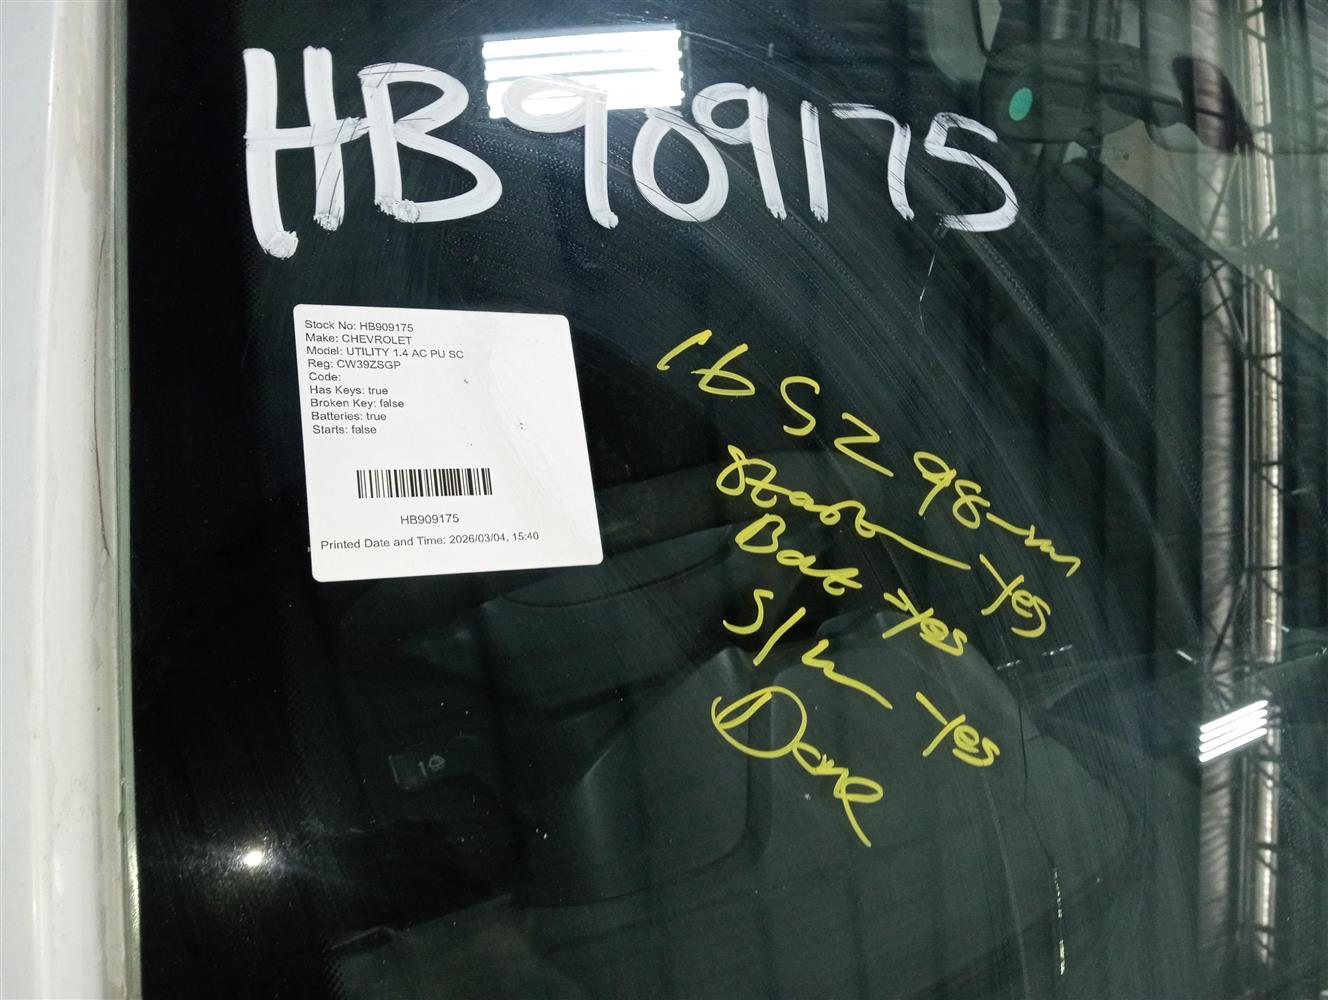 HB909175
Stock No: HB909175
Make: CHEVROLET
Model: UTILITY 1.4 AC PU SC
Reg: CW39ZSGP
Code:
Has Keys: true
Broken Key: false
Batteries: true
Starts: false
HB909175
Printed Date and Time: 2026/03/04, 15:40
165298
Yes
Bat Yes
S/w Yes
Done